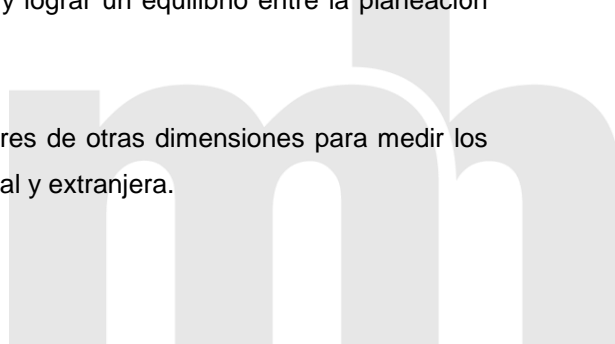 y lograr un equilibrio entre la planeación
res de otras dimensiones para medir los
al y extranjera.